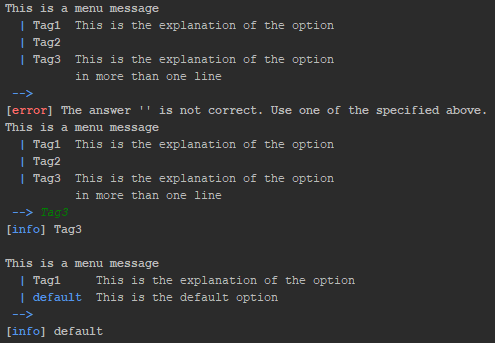 This is a menu message
  | Tag1  This is the explanation of the option
  | Tag2
  | Tag3  This is the explanation of the option
          in more than one line
 -->
[error] The answer '' is not correct. Use one of the specified above.
This is a menu message
  | Tag1  This is the explanation of the option
  | Tag2
  | Tag3  This is the explanation of the option
          in more than one line
 --> Tag3
[info] Tag3

This is a menu message
  | Tag1     This is the explanation of the option
  | default  This is the default option
 -->
[info] default